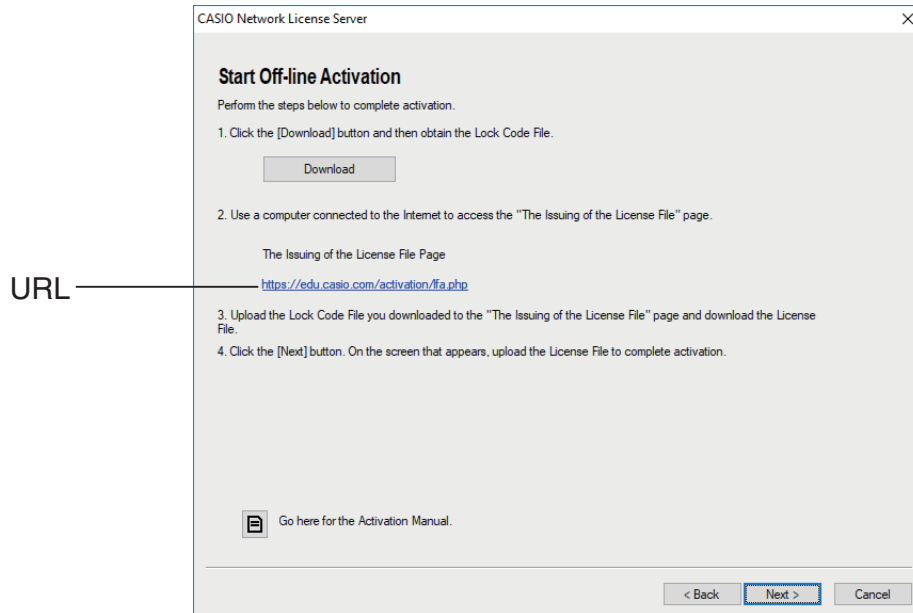 CASIO Network License Server
Start Off-line Activation
Perform the steps below to complete activation.
1. Click the [Download] button and then obtain the Lock Code File.
Download
2. Use a computer connected to the Internet to access the "The Issuing of the License File" page.
The Issuing of the License File Page
URL
https://edu.casio.com/activation/lfa.php
3. Upload the Lock Code File you downloaded to the "The Issuing of the License File" page and download the License
File.
4. Click the [Next] button. On the screen that appears, upload the License File to complete activation.
Go here for the Activation Manual.
< Back
Next >
Cancel